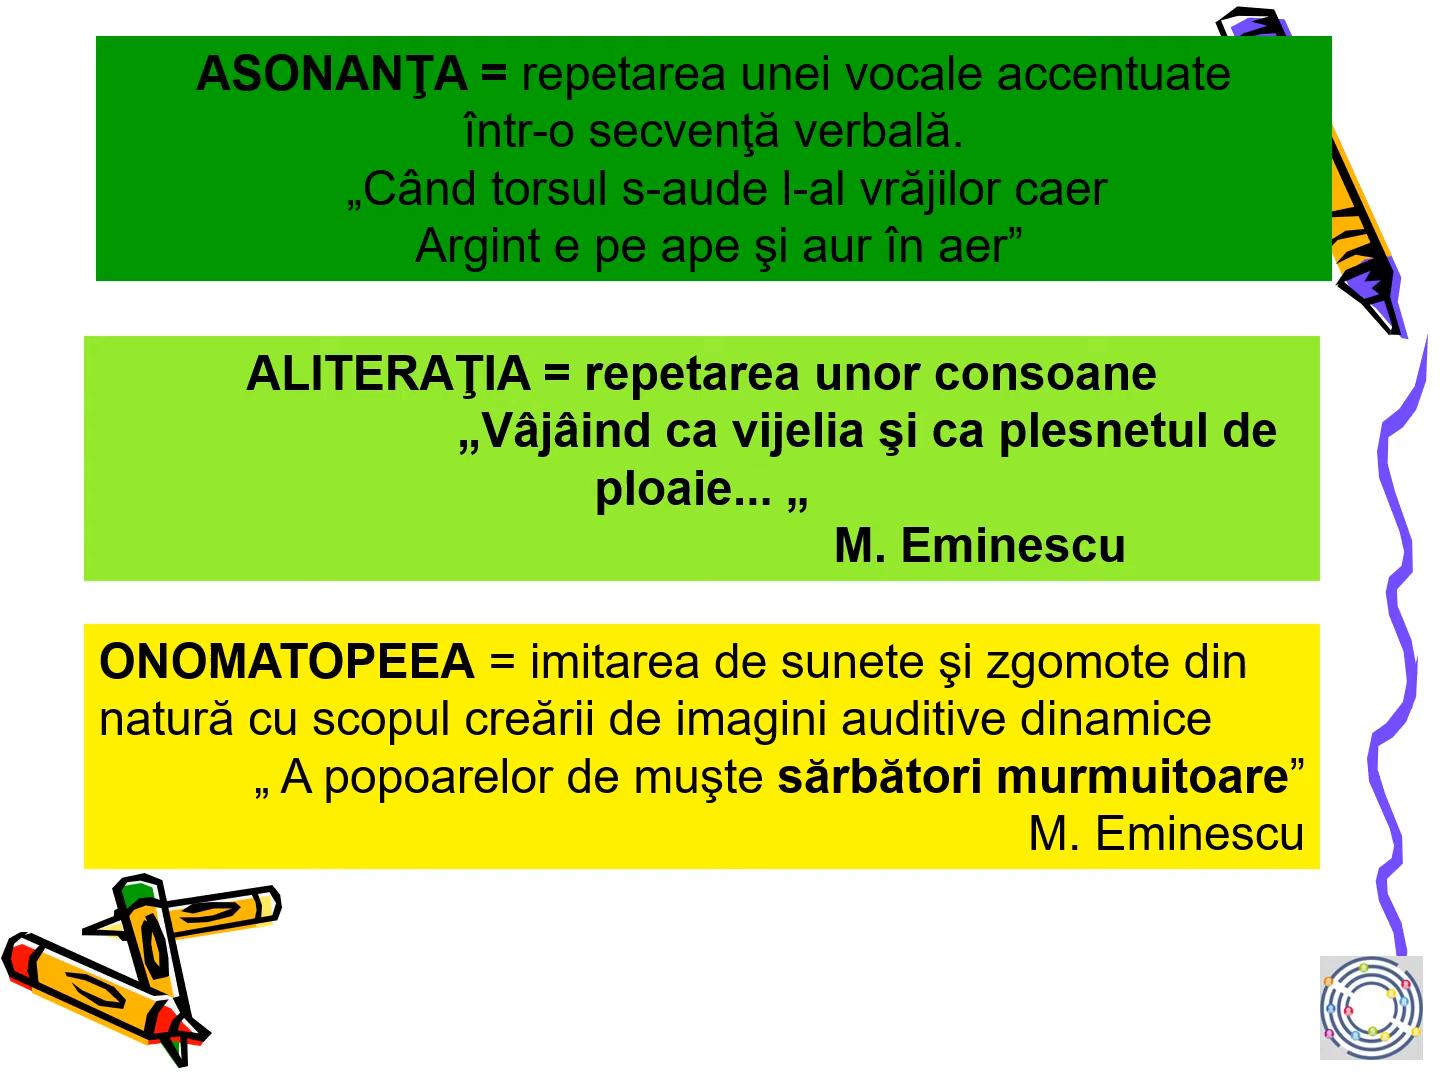 ASONANŢA = repetarea unei vocale accentuate
într-o secvenţă verbală.
„Când torsul s-aude l-al vrăjilor caer
Argint e pe ape şi aur în aer”
ALITERAŢIA = repetarea unor consoane
„Vâjâind ca vijelia şi ca plesnetul de
ploaie... „
M. Eminescu
ONOMATOPEEA = imitarea de sunete şi zgomote din
natură cu scopul creării de imagini auditive dinamice
„ A popoarelor de muşte sărbători murmuitoare”
M. Eminescu